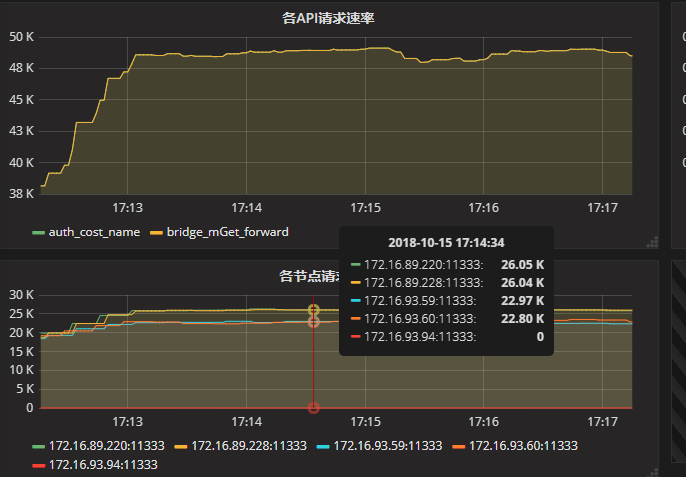 各API请求速率
50 K
48 K
45 K
43 K
40 K
38 K
17:13 17:14 17:15 17:16 17:17
auth_cost_name bridge_mGet_forward
各节点请求
2018-10-15 17:14:34
172.16.89.220:11333: 26.05 K
172.16.89.228:11333: 26.04 K
172.16.93.59:11333: 22.97 K
172.16.93.60:11333: 22.80 K
172.16.93.94:11333: 0
30 K
25 K
20 K
15 K
10 K
5 K
0
17:13 17:14 17:15 17:16 17:17
172.16.89.220:11333 172.16.89.228:11333 172.16.93.59:11333 172.16.93.60:11333
172.16.93.94:11333